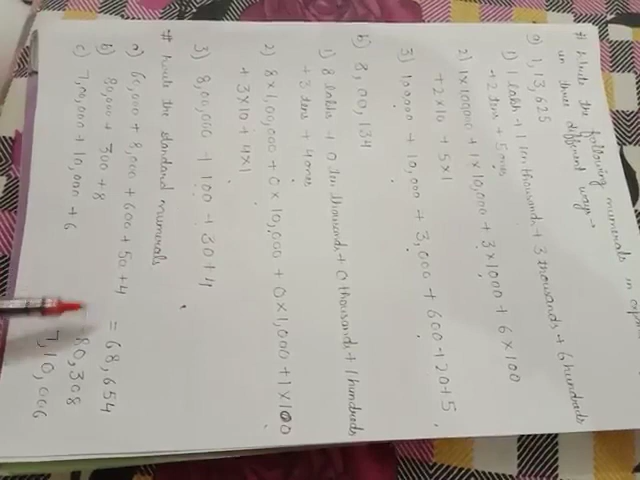 # Write the following numerals in
in three different ways →
a) 1,13,625
1) 1 lakh + 1 ten thousands + 3 thousands + 6 hundreds
+ 2 tens + 5 ones
2) 1×100000 + 1×10,000 + 3×1000 + 6×100
+ 2×10 + 5×1
3) 100000 + 10,000 + 3,000 + 600 + 20 + 5
b) 8,00,134
1) 8 lakhs + 0 ten thousands + 0 thousands + 1 hundreds
+ 3 tens + 4 ones
2) 8×1,00,000 + 0×10,000 + 0×1,000 + 1×100
+ 3×10 + 4×1
3) 8,00,000 + 100 + 30 + 4
# Write the standard numerals
a) 60,000 + 8,000 + 600 + 50 + 4 = 68,654
b) 80,000 + 300 + 8 80,308
c) 7,00,000 + 10,000 + 6 7,10,006